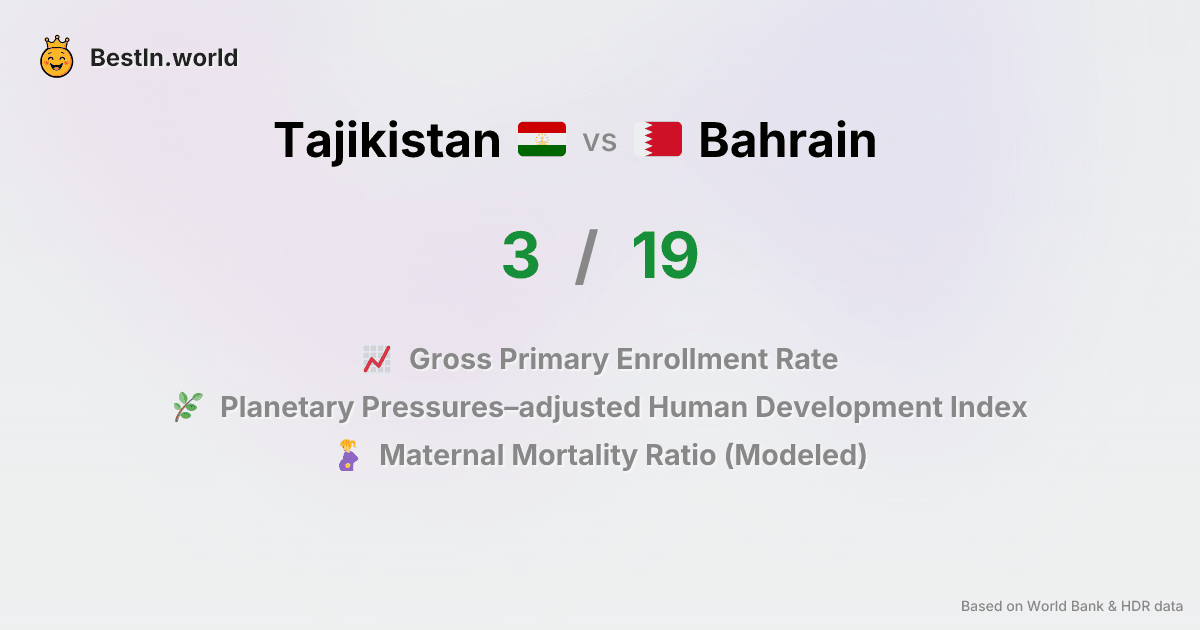 BestIn.world
Tajikistan vs Bahrain
3 / 19
Gross Primary Enrollment Rate
Planetary Pressures–adjusted Human Development Index
Maternal Mortality Ratio (Modeled)
Based on World Bank & HDR data